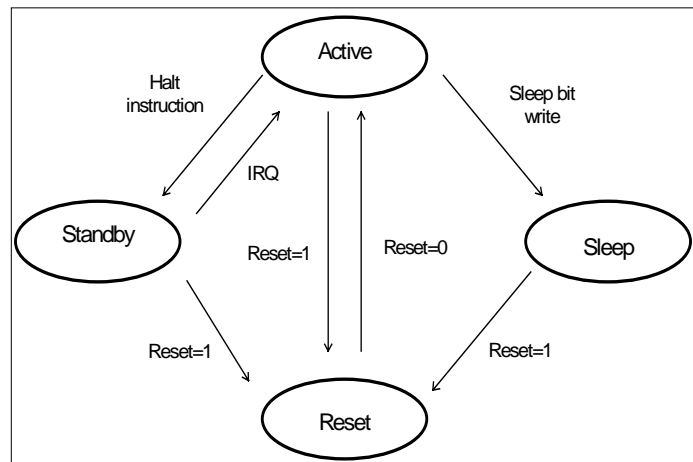 Active
Halt
instruction
Sleep bit
write
IRQ
Standby
Sleep
Reset=1
Reset=0
Reset=1
Reset=1
Reset